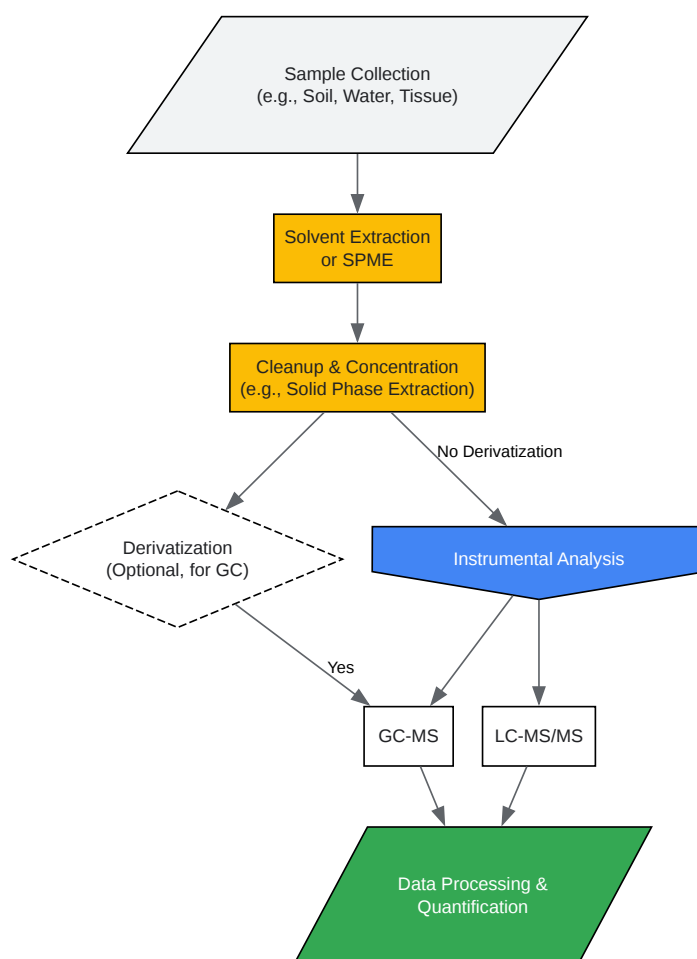 Sample Collection
(e.g., Soil, Water, Tissue)
Solvent Extraction
or SPME
Cleanup & Concentration
(e.g., Solid Phase Extraction)
No Derivatization
Derivatization
(Optional, for GC)
Instrumental Analysis
Yes
GC-MS
LC-MS/MS
Data Processing &
Quantification